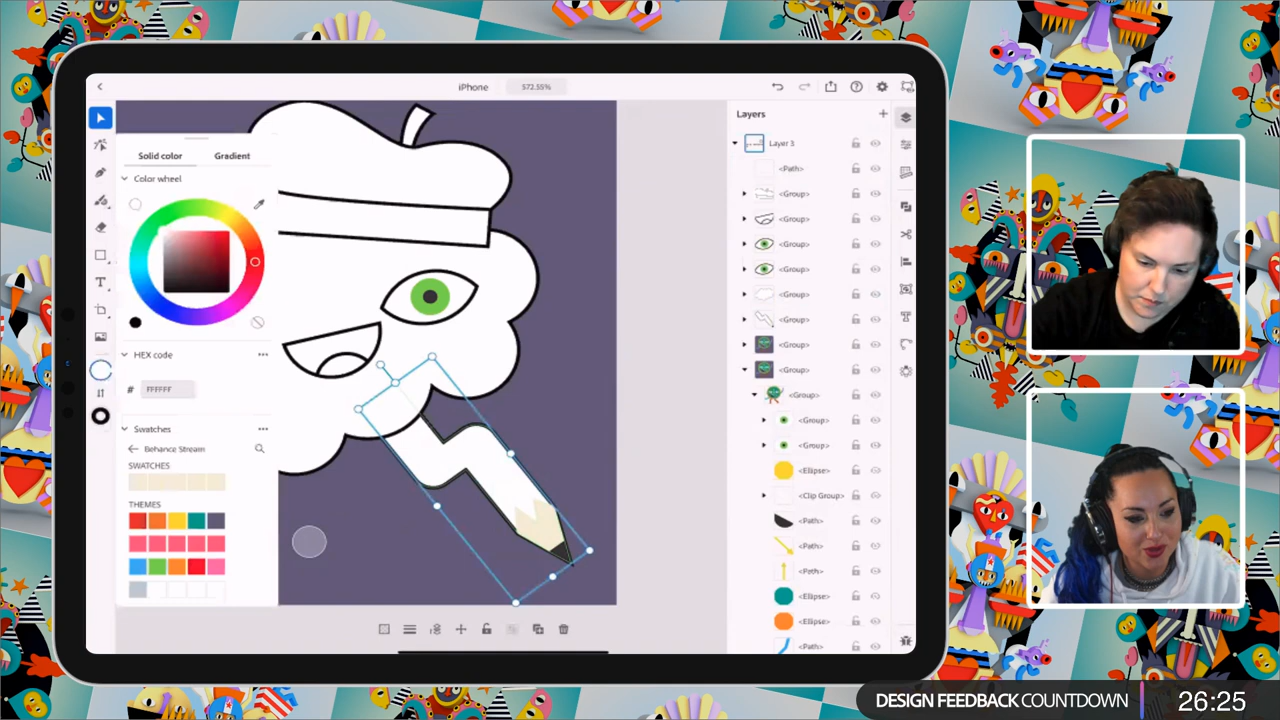 iPhone
572.55%
Solid color
Gradient
Color wheel
HEX code
# FFFFFF
Swatches
Behance Stream
SWATCHES
THEMES
Layers
Layer 3
<Path>
<Group>
<Group>
<Group>
<Group>
<Group>
<Group>
<Group>
<Group>
<Group>
<Group>
<Group>
<Ellipse>
<Clip Group>
<Path>
<Path>
<Path>
<Ellipse>
<Ellipse>
<Path>
DESIGN FEEDBACK COUNTDOWN
26:25